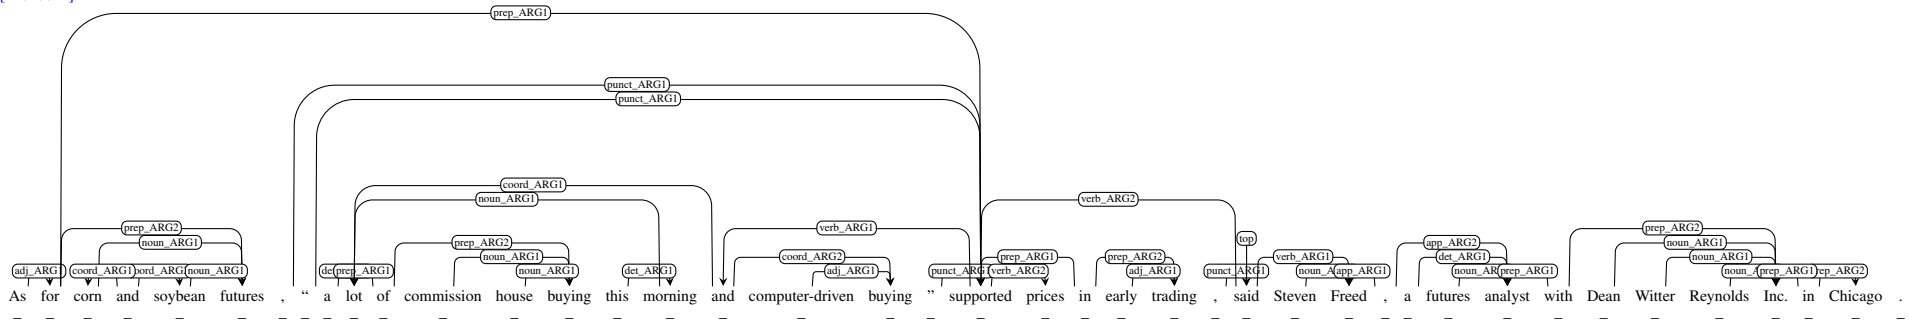 prep_ARG1
punct_ARG1
punct_ARG1
coord_ARG1
noun_ARG1 verb_ARG2
prep_ARG2 verb_ARG1 prep_ARG2
top
noun_ARG1 prep_ARG2 app_ARG2 noun_ARG1
noun_ARG1 coord_ARG2 prep_ARG1 prep_ARG2 verb_ARG1 det_ARG1 noun_ARG1
adj_ARG1 coord_ARG1 noun_ARG1 prep_ARG1 noun_ARG1 det_ARG1 adj_ARG1 verb_ARG2 adj_ARG1 punct_ARG1 app_ARG1 prep_ARG1 prep_ARG1
As for corn and soybean futures , “ a lot of commission house buying this morning and computer-driven buying ” supported prices in early trading , said Steven Freed , a futures analyst with Dean Witter Reynolds Inc. in Chicago .